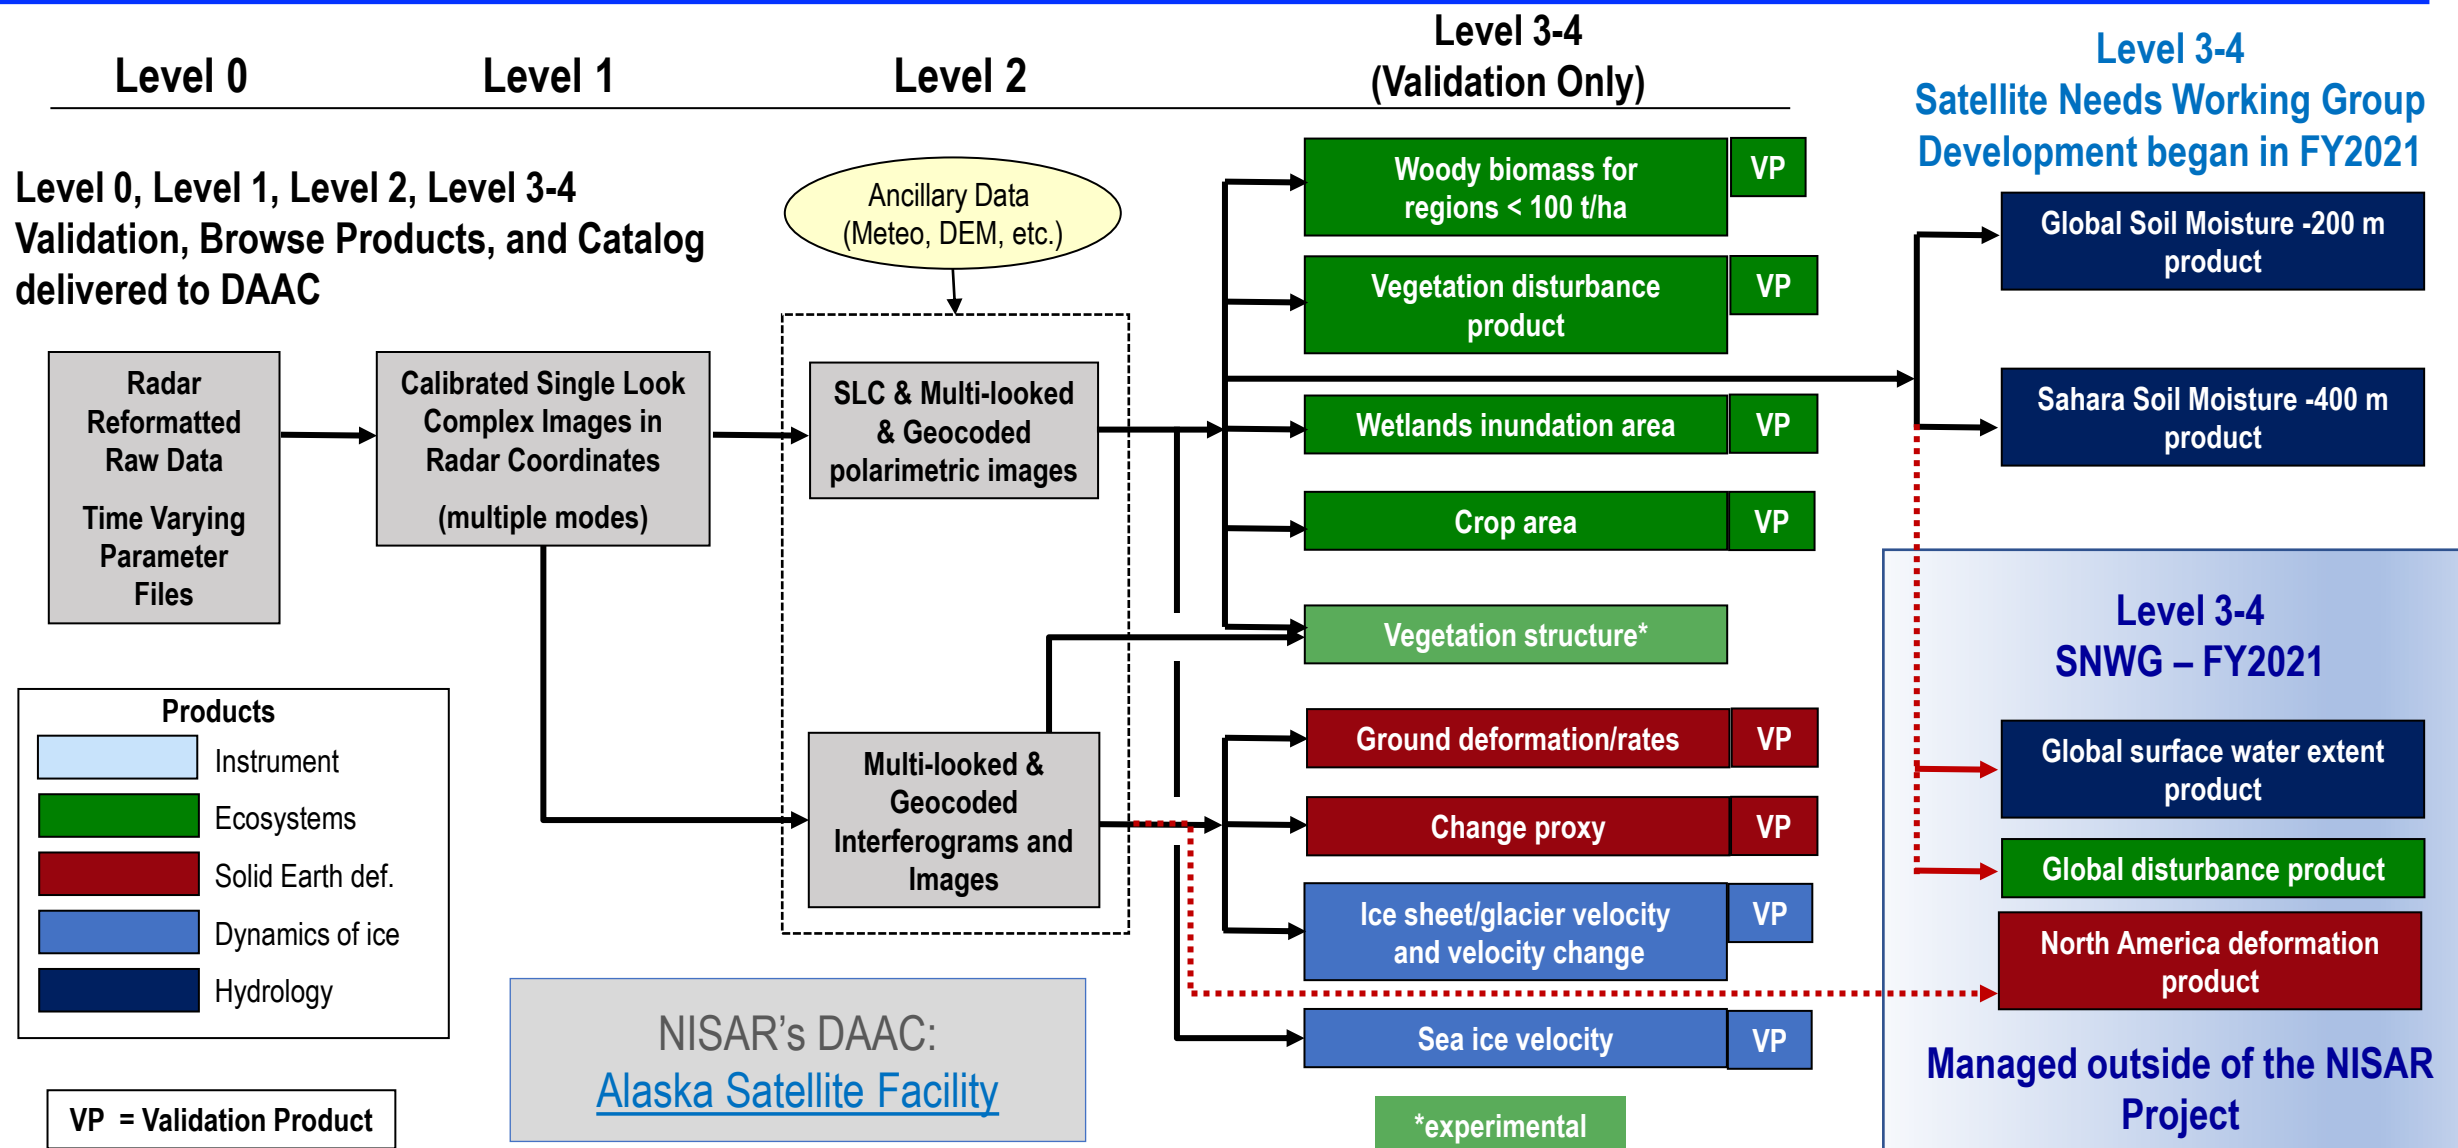 Level 0
Level 1
Level 2
Level 3-4
(Validation Only)
Level 3-4
Satellite Needs Working Group
Development began in FY2021
Level 0, Level 1, Level 2, Level 3-4
Validation, Browse Products, and Catalog
delivered to DAAC
Ancillary Data
(Meteo, DEM, etc.)
Radar
Reformatted
Raw Data
Time Varying
Parameter
Files
Calibrated Single Look
Complex Images in
Radar Coordinates
(multiple modes)
SLC & Multi-looked
& Geocoded
polarimetric images
Multi-looked &
Geocoded
Interferograms and
Images
Woody biomass for
regions < 100 t/ha
VP
Vegetation disturbance
product
VP
Wetlands inundation area
VP
Crop area
VP
Vegetation structure*
Ground deformation/rates
VP
Change proxy
VP
Ice sheet/glacier velocity
and velocity change
VP
Sea ice velocity
VP
*experimental
Global Soil Moisture -200 m
product
Sahara Soil Moisture -400 m
product
Level 3-4
SNWG – FY2021
Global surface water extent
product
Global disturbance product
North America deformation
product
Managed outside of the NISAR
Project
Products
Instrument
Ecosystems
Solid Earth def.
Dynamics of ice
Hydrology
VP = Validation Product
NISAR's DAAC:
Alaska Satellite Facility